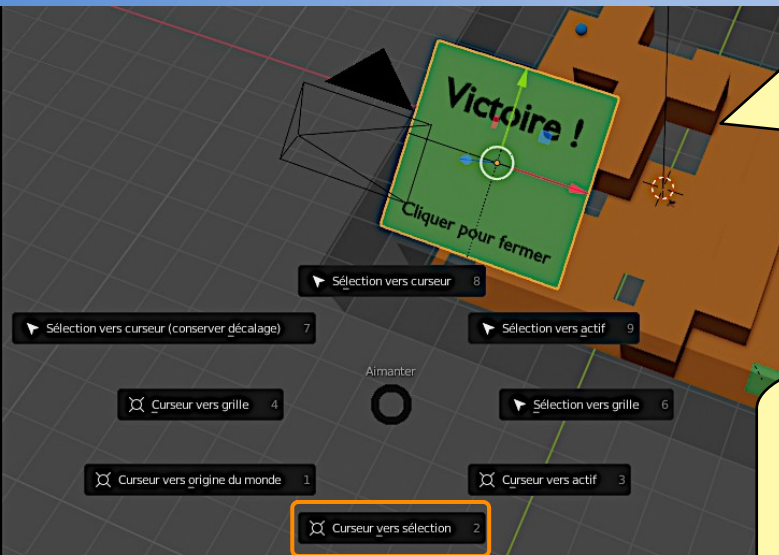 Victoire !
Cliquer pour fermer
Sélection vers curseur 8
Sélection vers curseur (conserver décalage) 7
Sélection vers actif 9
Aimanter
Curseur vers grille 4
Sélection vers grille 6
Curseur vers origine du monde 1
Curseur vers actif 3
Curseur vers sélection 2